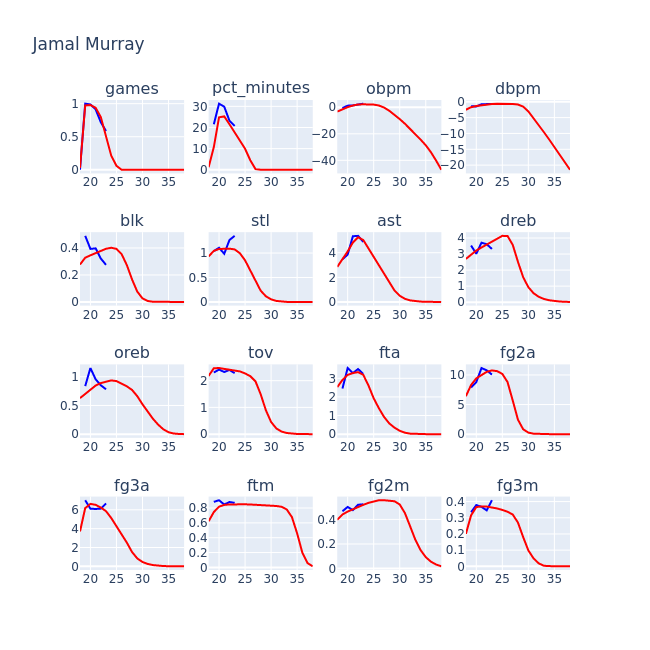 Jamal Murray
games pct_minutes obpm dbpm
1 0.5 0 20 25 30 35
30 20 10 0 20 25 30 35
0 −20 −40 20 25 30 35
0 −5 −10 −15 −20 20 25 30 35
blk stl ast dreb
0.4 0.2 0 20 25 30 35
1 0.5 0 20 25 30 35
4 2 0 20 25 30 35
4 3 2 1 0 20 25 30 35
oreb tov fta fg2a
1 0.5 0 20 25 30 35
2 1 0 20 25 30 35
3 2 1 0 20 25 30 35
10 5 0 20 25 30 35
fg3a ftm fg2m fg3m
6 4 2 0 20 25 30 35
0.8 0.6 0.4 0.2 0 20 25 30 35
0.4 0.2 0 20 25 30 35
0.4 0.3 0.2 0.1 0 20 25 30 35